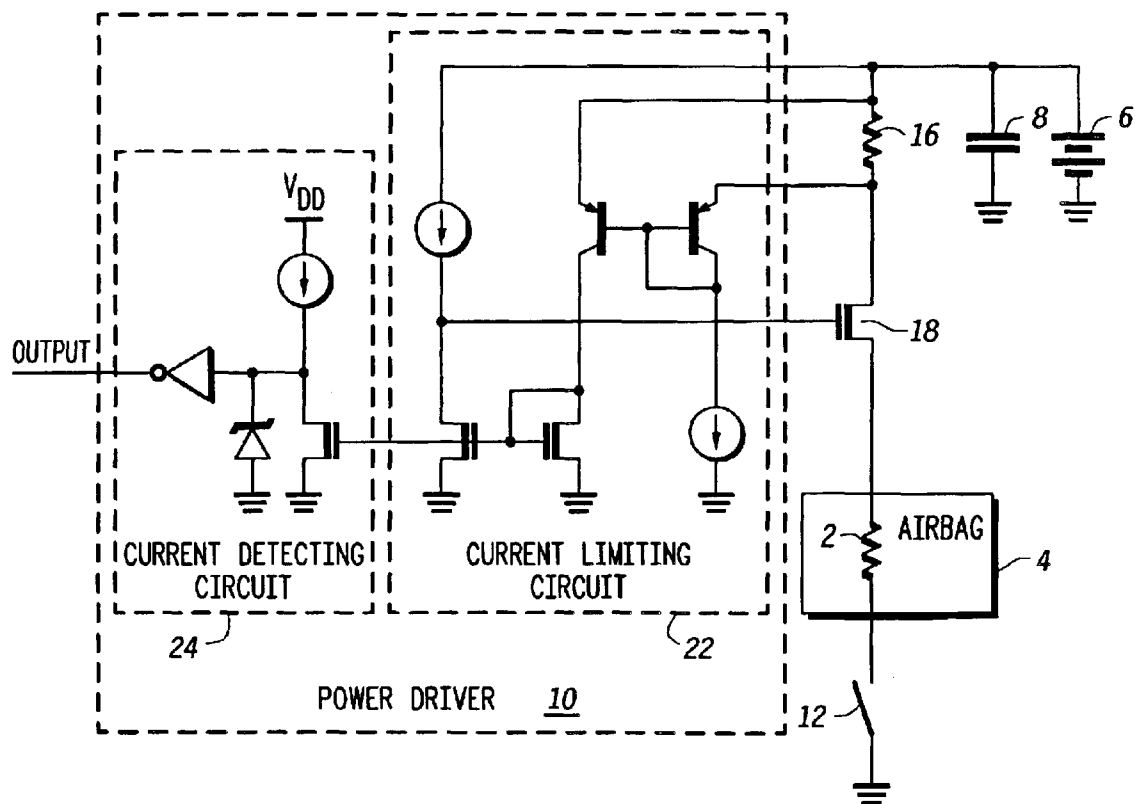 8
6
16
V_DD
18
OUTPUT
2
AIRBAG
4
CURRENT DETECTING
CIRCUIT
CURRENT LIMITING
CIRCUIT
24
22
POWER DRIVER 10
12